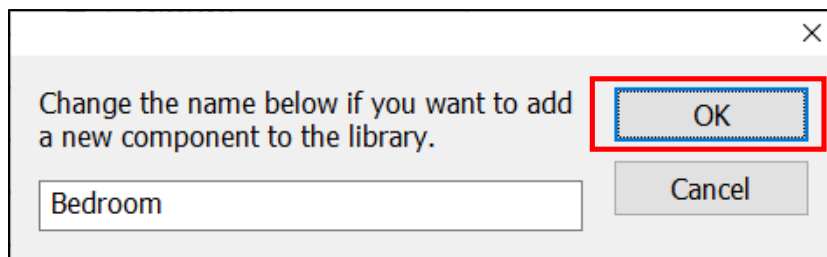 Change the name below if you want to add
a new component to the library.
OK
Cancel
Bedroom